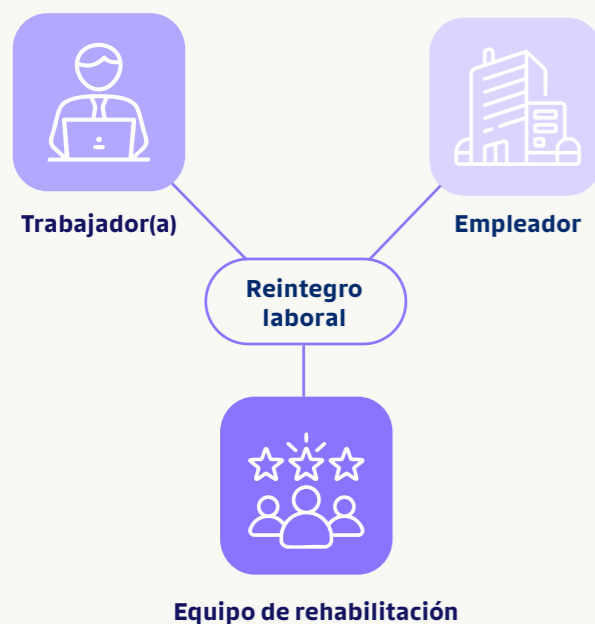 Trabajador(a)
Empleador
Reintegro
laboral
Equipo de rehabilitación